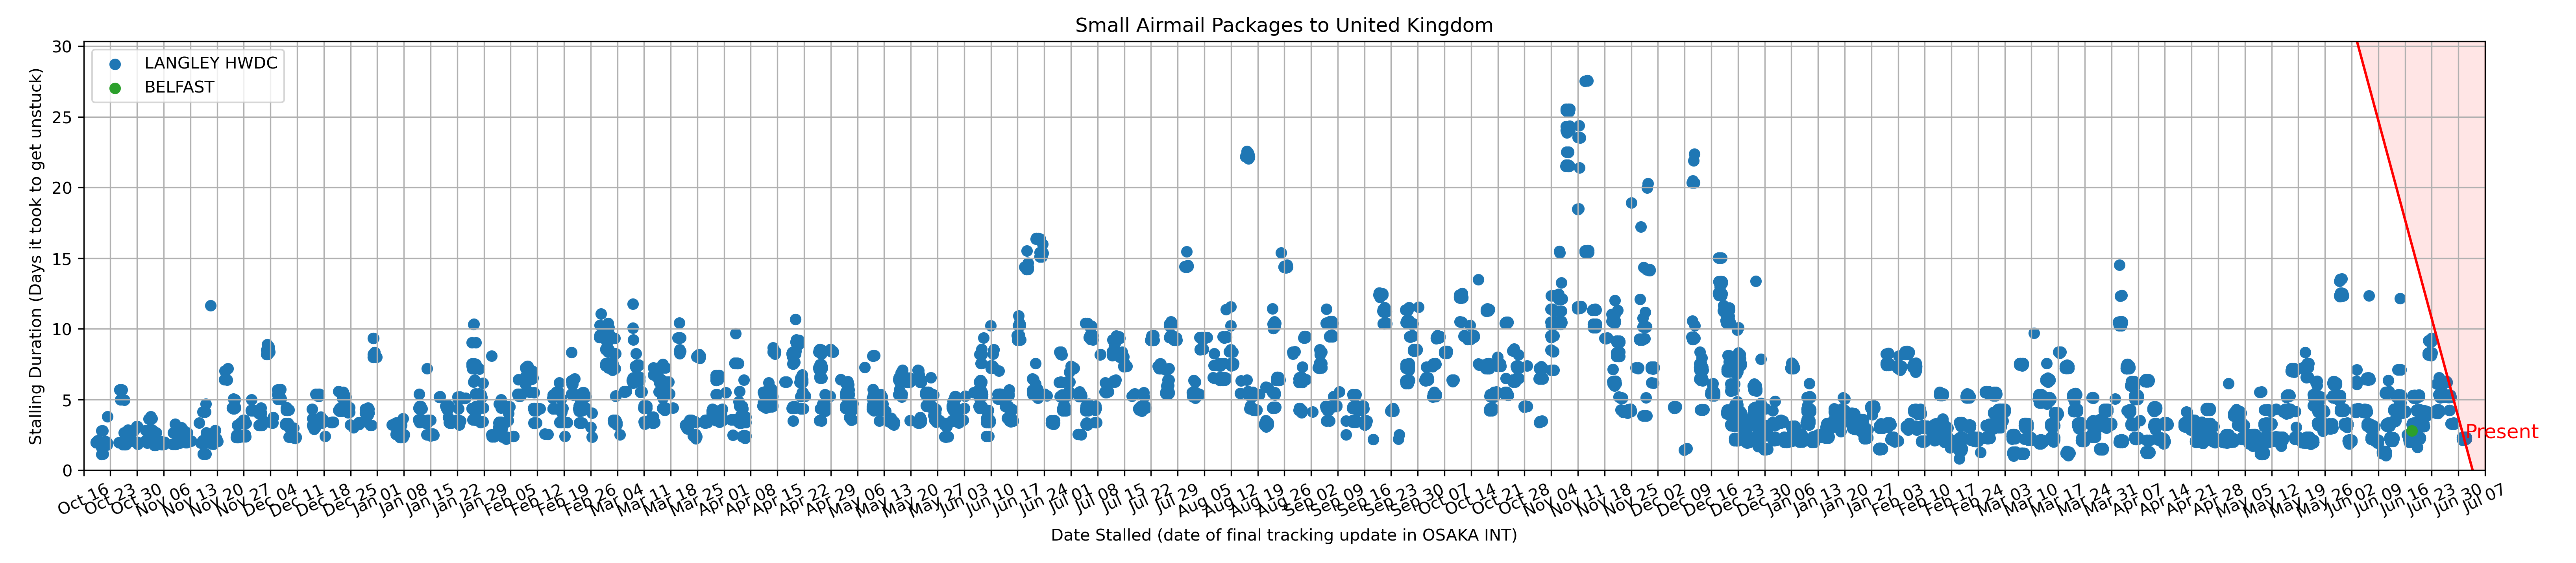 Small Airmail Packages to United Kingdom
30
25
20
15
10
5
0
Stalling Duration (Days it took to get unstuck)
LANGLEY HWDC
BELFAST
Present
Oct 16
Oct 23
Oct 30
Nov 06
Nov 13
Nov 20
Nov 27
Dec 04
Dec 11
Dec 18
Dec 25
Jan 01
Jan 08
Jan 15
Jan 22
Jan 29
Feb 05
Feb 12
Feb 19
Feb 26
Mar 04
Mar 11
Mar 18
Mar 25
Apr 01
Apr 08
Apr 15
Apr 22
Apr 29
May 06
May 13
May 20
May 27
Jun 03
Jun 10
Jun 17
Jun 24
Jul 01
Jul 08
Jul 15
Jul 22
Jul 29
Aug 05
Aug 12
Aug 19
Aug 26
Sep 02
Sep 09
Sep 16
Sep 23
Sep 30
Oct 07
Oct 14
Oct 21
Oct 28
Nov 04
Nov 11
Nov 18
Nov 25
Dec 02
Dec 09
Dec 16
Dec 23
Dec 30
Jan 06
Jan 13
Jan 20
Jan 27
Feb 03
Feb 10
Feb 17
Feb 24
Mar 03
Mar 10
Mar 17
Mar 24
Mar 31
Apr 07
Apr 14
Apr 21
Apr 28
May 05
May 12
May 19
May 26
Jun 02
Jun 09
Jun 16
Jun 23
Jun 30
Jul 07
Date Stalled (date of final tracking update in OSAKA INT)